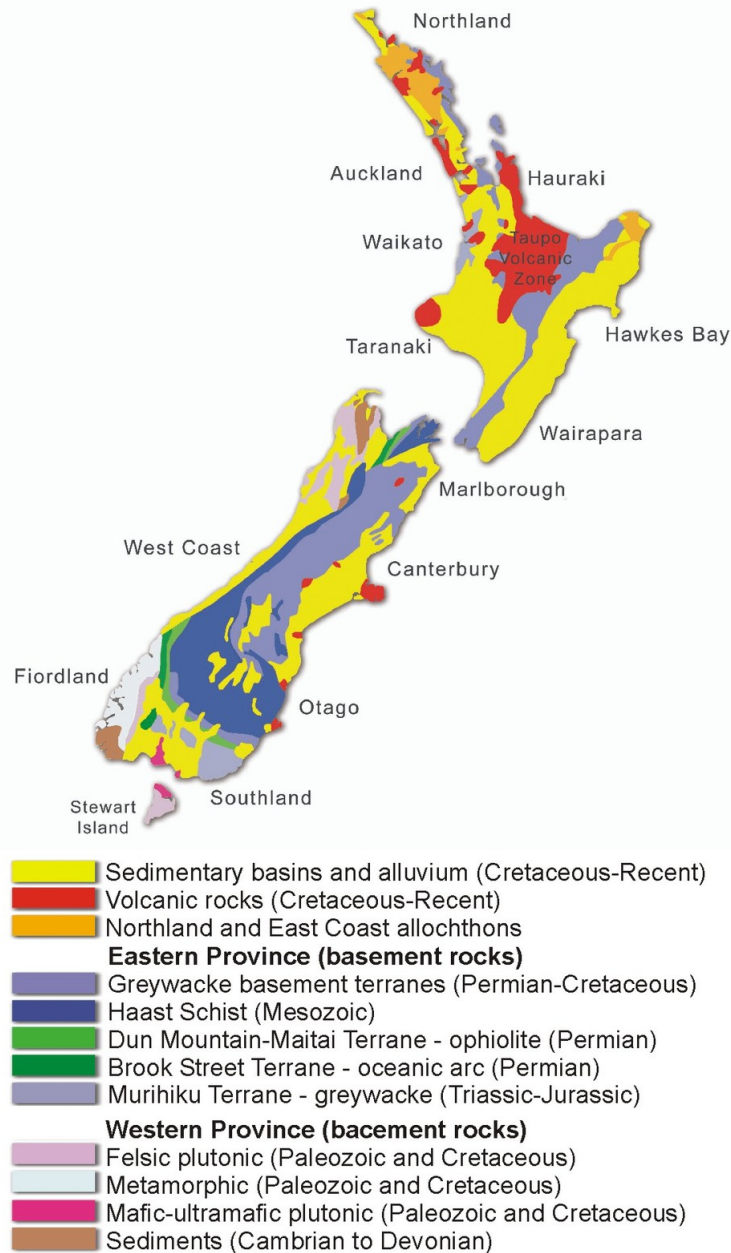 Northland
Auckland
Hauraki
Waikato
Taupo
Volcanic
Zone
Hawkes Bay
Taranaki
Wairapara
Marlborough
West Coast
Canterbury
Fiordland
Otago
Stewart
Island
Southland
Sedimentary basins and alluvium (Cretaceous-Recent)
Volcanic rocks (Cretaceous-Recent)
Northland and East Coast allochthons
Eastern Province (basement rocks)
Greywacke basement terranes (Permian-Cretaceous)
Haast Schist (Mesozoic)
Dun Mountain-Maitai Terrane - ophiolite (Permian)
Brook Street Terrane - oceanic arc (Permian)
Murihiku Terrane - greywacke (Triassic-Jurassic)
Western Province (bacement rocks)
Felsic plutonic (Paleozoic and Cretaceous)
Metamorphic (Paleozoic and Cretaceous)
Mafic-ultramafic plutonic (Paleozoic and Cretaceous)
Sediments (Cambrian to Devonian)